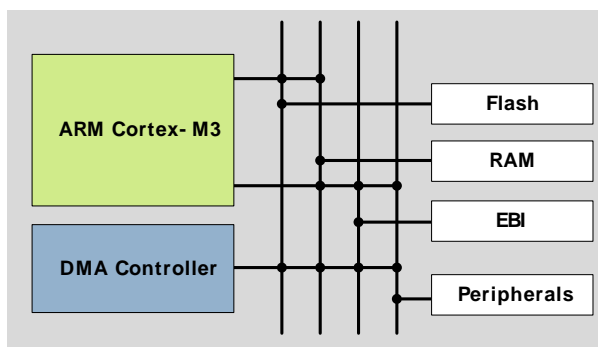 ARM Cortex- M3
Flash
RAM
EBI
DMA Controller
Peripherals